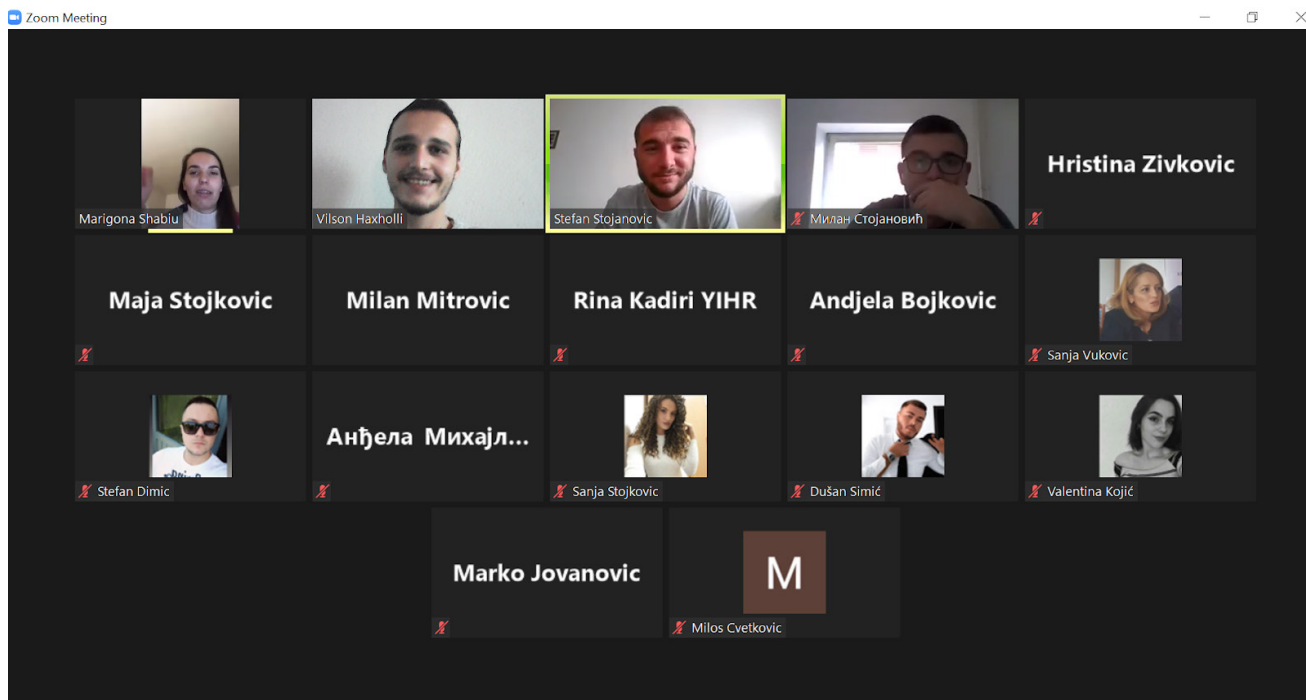 Zoom Meeting
Marigona Shabiu
Vilson Haxholli
Stefan Stojanovic
Милан Стојановић
Hristina Zivkovic
Maja Stojkovic
Milan Mitrovic
Rina Kadiri YIHR
Andjela Bojkovic
Sanja Vukovic
Stefan Dimic
Анђела Михајл...
Sanja Stojkovic
Dušan Simić
Valentina Kojić
Marko Jovanovic
M
Milos Cvetkovic